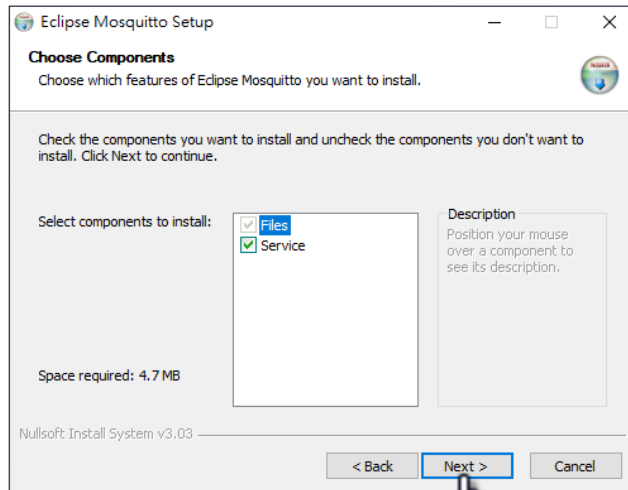 Eclipse Mosquitto Setup
Choose Components
Choose which features of Eclipse Mosquitto you want to install.
Check the components you want to install and uncheck the components you don't want to
install. Click Next to continue.
Select components to install:
Files
Service
Description
Position your mouse
over a component to
see its description.
Space required: 4.7 MB
Nullsoft Install System v3.03
< Back
Next >
Cancel